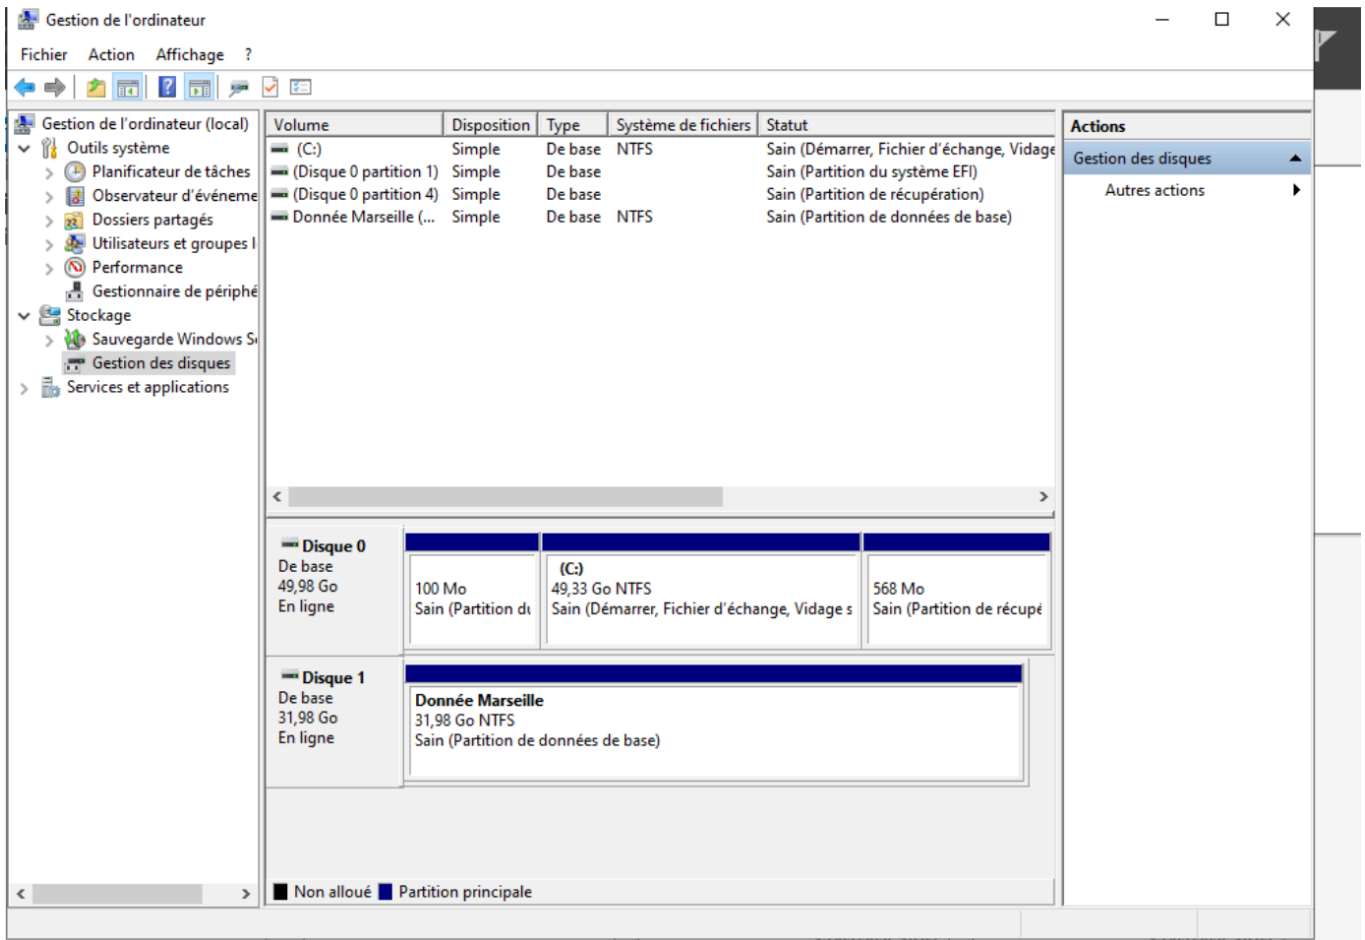 Gestion de l'ordinateur
Fichier Action Affichage ?
Gestion de l'ordinateur (local)
Outils système
Planificateur de tâches
Observateur d'événeme
Dossiers partagés
Utilisateurs et groupes l
Performance
Gestionnaire de périphé
Stockage
Sauvegarde Windows Se
Gestion des disques
Services et applications
Volume Disposition Type Système de fichiers Statut
(C:) Simple De base NTFS Sain (Démarrer, Fichier d'échange, Vidage
(Disque 0 partition 1) Simple De base Sain (Partition du système EFI)
(Disque 0 partition 4) Simple De base Sain (Partition de récupération)
Donnée Marseille (... Simple De base NTFS Sain (Partition de données de base)
Disque 0
De base
49,98 Go
En ligne
100 Mo
Sain (Partition du
(C:)
49,33 Go NTFS
Sain (Démarrer, Fichier d'échange, Vidage s
568 Mo
Sain (Partition de récupé
Disque 1
De base
31,98 Go
En ligne
Donnée Marseille
31,98 Go NTFS
Sain (Partition de données de base)
Non alloué Partition principale
Actions
Gestion des disques
Autres actions